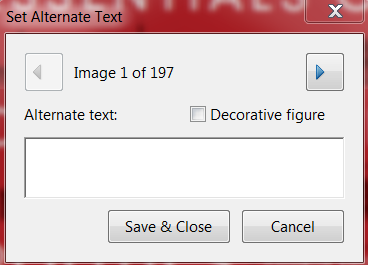 Set Alternate Text
Image 1 of 197
Alternate text:
Decorative figure
Save & Close
Cancel